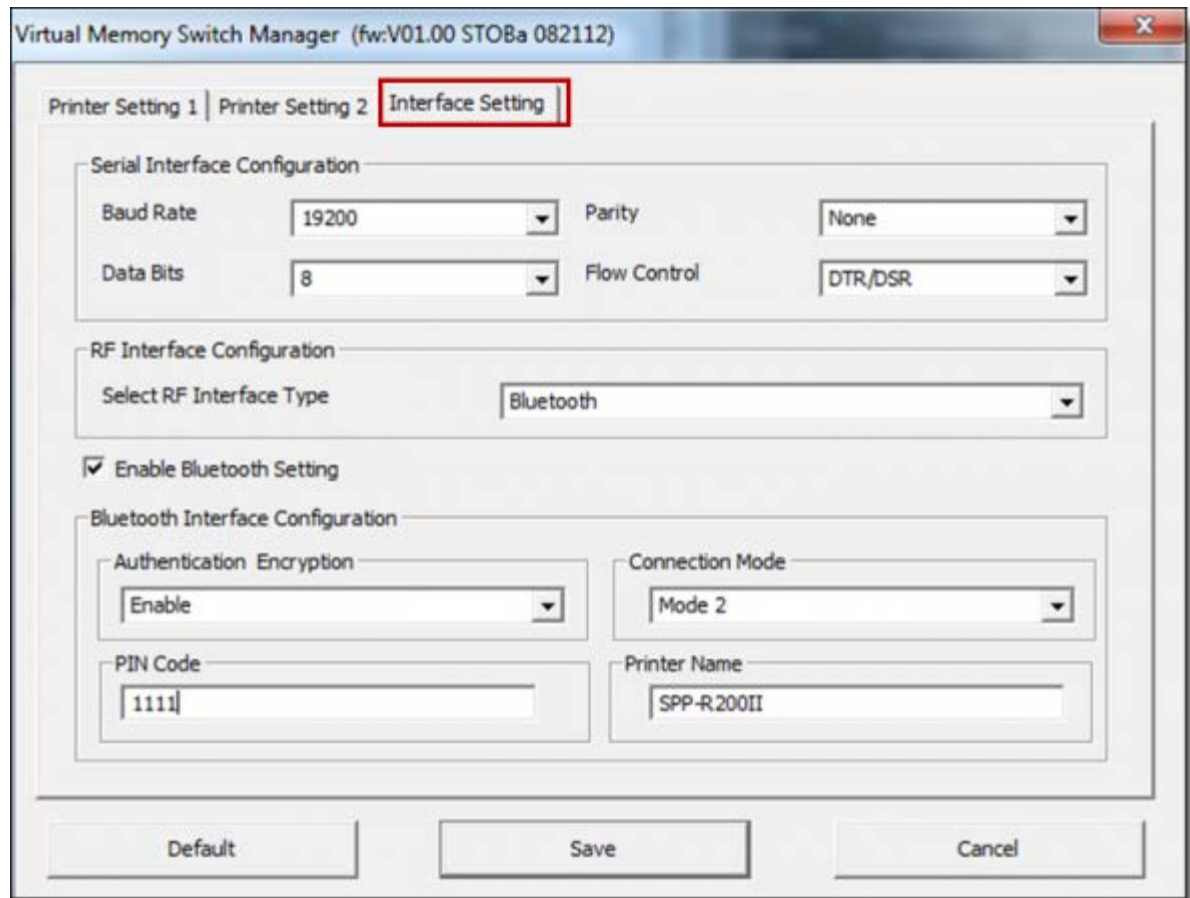 Virtual Memory Switch Manager (fw:V01.00 STOBa 082112)
Printer Setting 1 Printer Setting 2 Interface Setting
Serial Interface Configuration
Baud Rate 19200 Parity None
Data Bits 8 Flow Control DTR/DSR
RF Interface Configuration
Select RF Interface Type Bluetooth
Enable Bluetooth Setting
Bluetooth Interface Configuration
Authentication Encryption Connection Mode
Enable Mode 2
PIN Code Printer Name
1111 SPP-R200II
Default Save Cancel